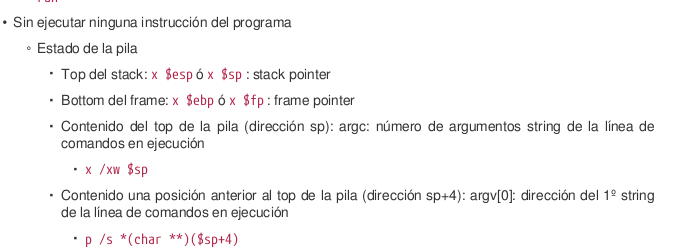 • Sin ejecutar ninguna instrucción del programa
◦ Estado de la pila
▪ Top del stack: x $esp ó x $sp : stack pointer
▪ Bottom del frame: x $ebp ó x $fp : frame pointer
▪ Contenido del top de la pila (dirección sp): argc: número de argumentos string de la línea de
comandos en ejecución
▪ x /xw $sp
▪ Contenido una posición anterior al top de la pila (dirección sp+4): argv[0]: dirección del 1º string
de la línea de comandos en ejecución
▪ p /s *(char **)($sp+4)